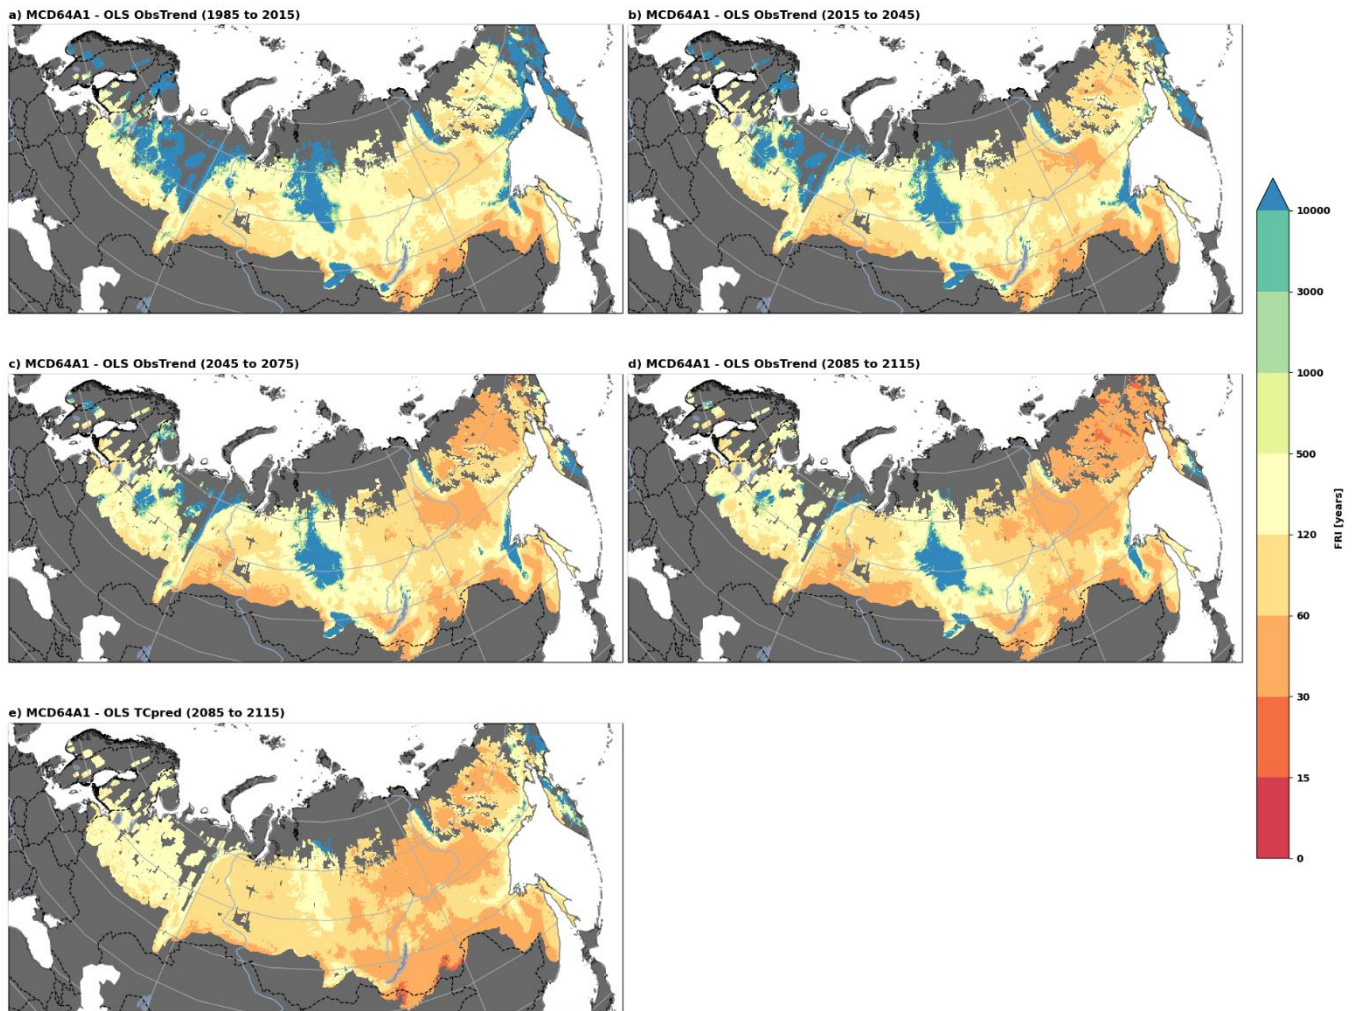 a) MCD64A1 - OLS ObsTrend (1985 to 2015)
b) MCD64A1 - OLS ObsTrend (2015 to 2045)
c) MCD64A1 - OLS ObsTrend (2045 to 2075)
d) MCD64A1 - OLS ObsTrend (2085 to 2115)
e) MCD64A1 - OLS TCpred (2085 to 2115)
10000
3000
1000
500
120
60
30
15
0
FRI [years]